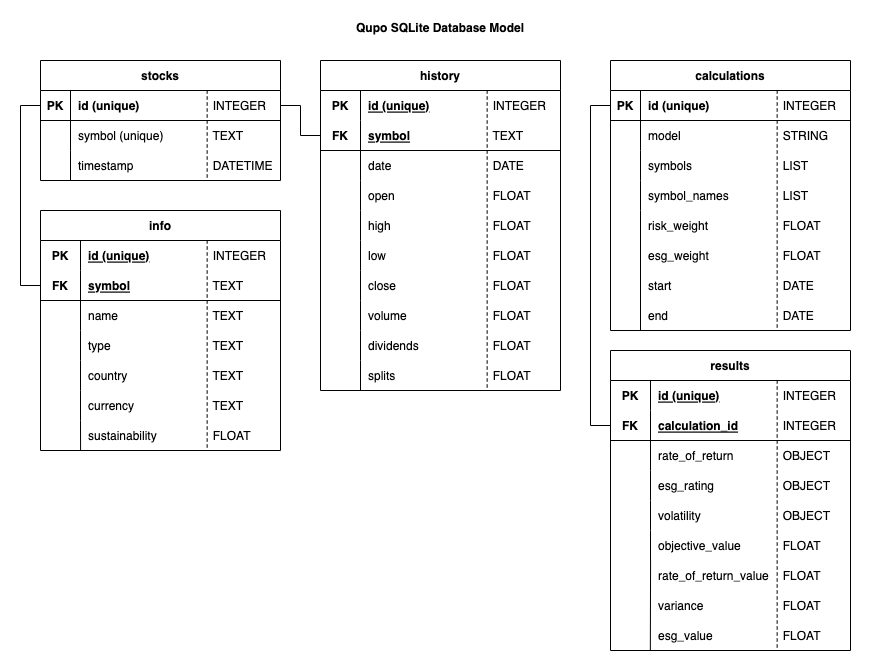 Qupo SQLite Database Model
stocks
PK id (unique) INTEGER
symbol (unique) TEXT
timestamp DATETIME
info
PK id (unique) INTEGER
FK symbol TEXT
name TEXT
type TEXT
country TEXT
currency TEXT
sustainability FLOAT
history
PK id (unique) INTEGER
FK symbol TEXT
date DATE
open FLOAT
high FLOAT
low FLOAT
close FLOAT
volume FLOAT
dividends FLOAT
splits FLOAT
calculations
PK id (unique) INTEGER
model STRING
symbols LIST
symbol_names LIST
risk_weight FLOAT
esg_weight FLOAT
start DATE
end DATE
results
PK id (unique) INTEGER
FK calculation_id INTEGER
rate_of_return OBJECT
esg_rating OBJECT
volatility OBJECT
objective_value FLOAT
rate_of_return_value FLOAT
variance FLOAT
esg_value FLOAT